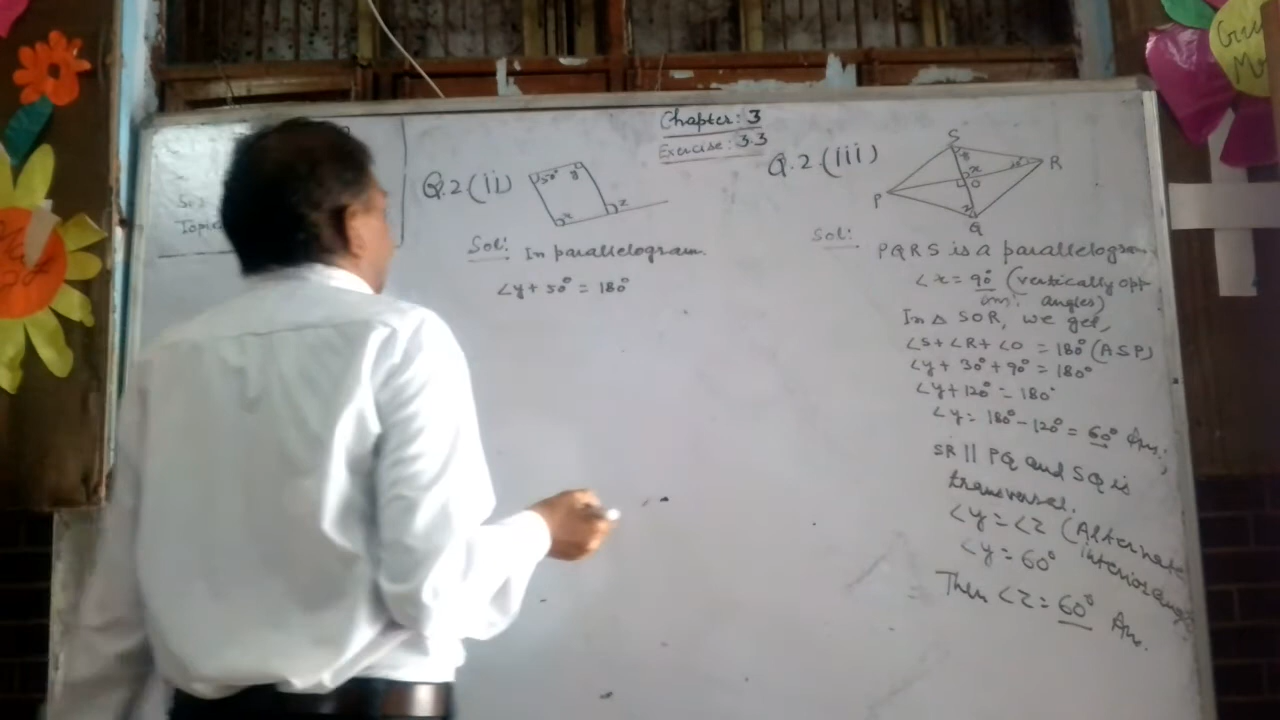 Chapter: 3
Exercise: 3.3
Q.2 (ii)
50° y
x z
Sol: In parallelogram.
∠y + 50° = 180°
Q.2 (iii)
S
y x 30° R
P O
z
Q
Sol:
PQRS is a parallelogram
∠x = 90° (vertically opp
angles)
In △ SOR, we get,
∠S + ∠R + ∠O = 180° (ASP)
∠y + 30° + 90° = 180°
∠y + 120° = 180°
∠y = 180° - 120° = 60° Ans.
SR || PQ and SQ is
transversal.
∠y = ∠z (Alternate
interior angle
∠y = 60°
Then ∠z = 60° Ans.
Topic